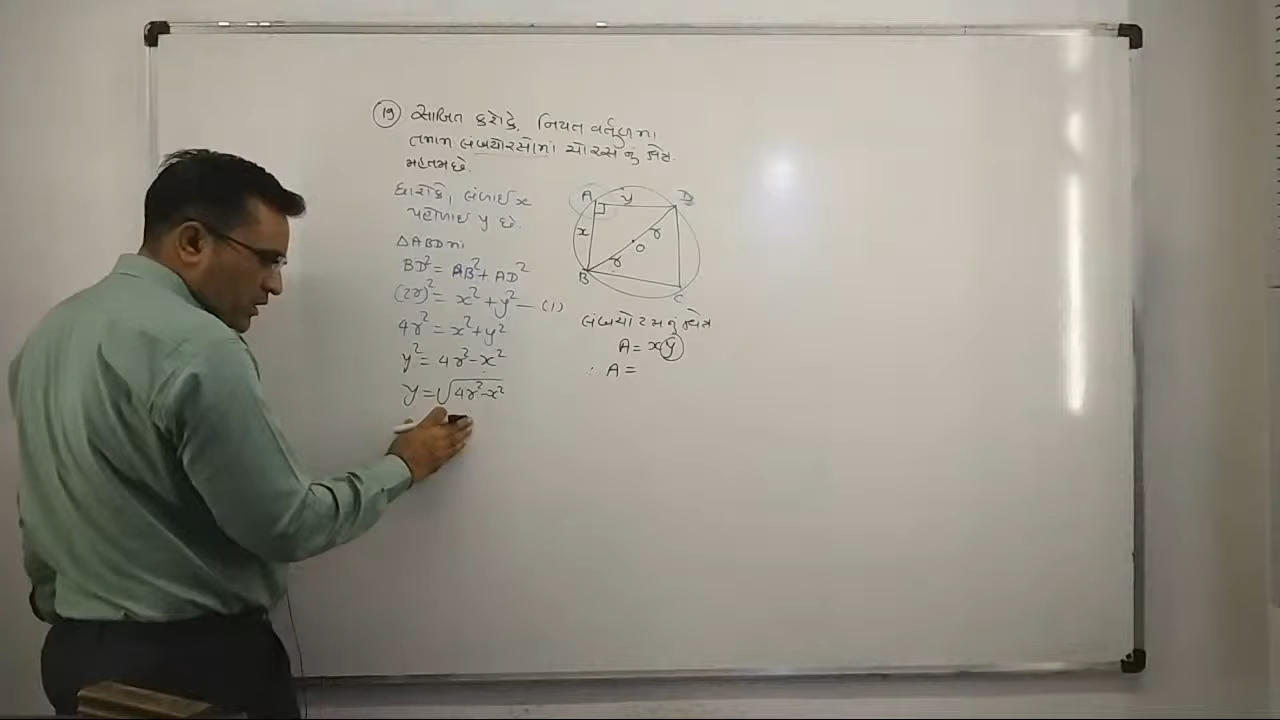 (19) સાબિત કરો કે, નિયત વર્તુળના
તમામ લંબચોરસોમાં ચોરસનું ક્ષેત્ર.
મહત્તમ છે.
ધારોકે, લંબાઈ x
પહોળાઈ y છે.
△ABD માં
BD² = AB² + AD²
(2r)² = x² + y² — (1)
4r² = x² + y²
y² = 4r² - x²
y = √4r² - x²
A
y
D
x
r
O
r
B
C
લંબચોરસનું ક્ષેત્ર
A = xy
∴ A =